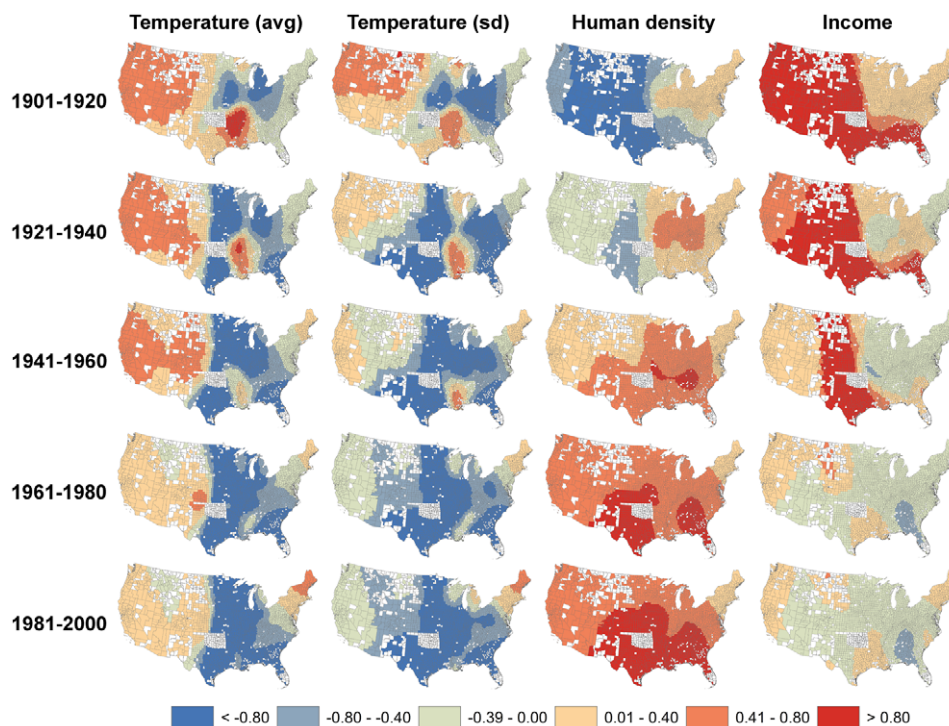 Temperature (avg) Temperature (sd) Human density Income
1901-1920
1921-1940
1941-1960
1961-1980
1981-2000
< -0.80 -0.80 - -0.40 -0.39 - 0.00 0.01 - 0.40 0.41 - 0.80 > 0.80